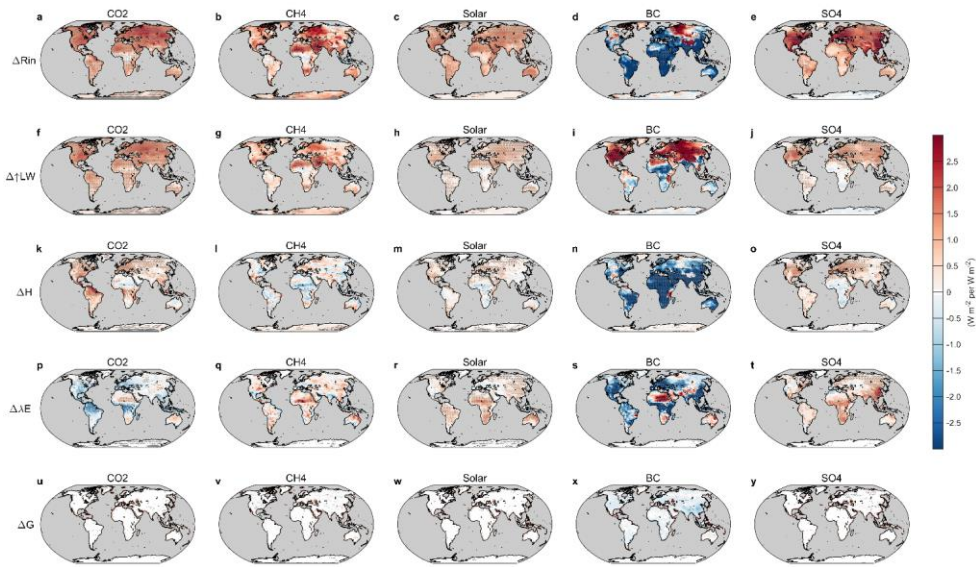 a CO2 b CH4 c Solar d BC e SO4
ΔRin
f CO2 g CH4 h Solar i BC j SO4
Δ↑LW
k CO2 l CH4 m Solar n BC o SO4
ΔH
p CO2 q CH4 r Solar s BC t SO4
ΔλE
u CO2 v CH4 w Solar x BC y SO4
ΔG
2.5
2.0
1.5
1.0
0.5
0
-0.5
-1.0
-1.5
-2.0
-2.5
(W m-2 per W m-2)